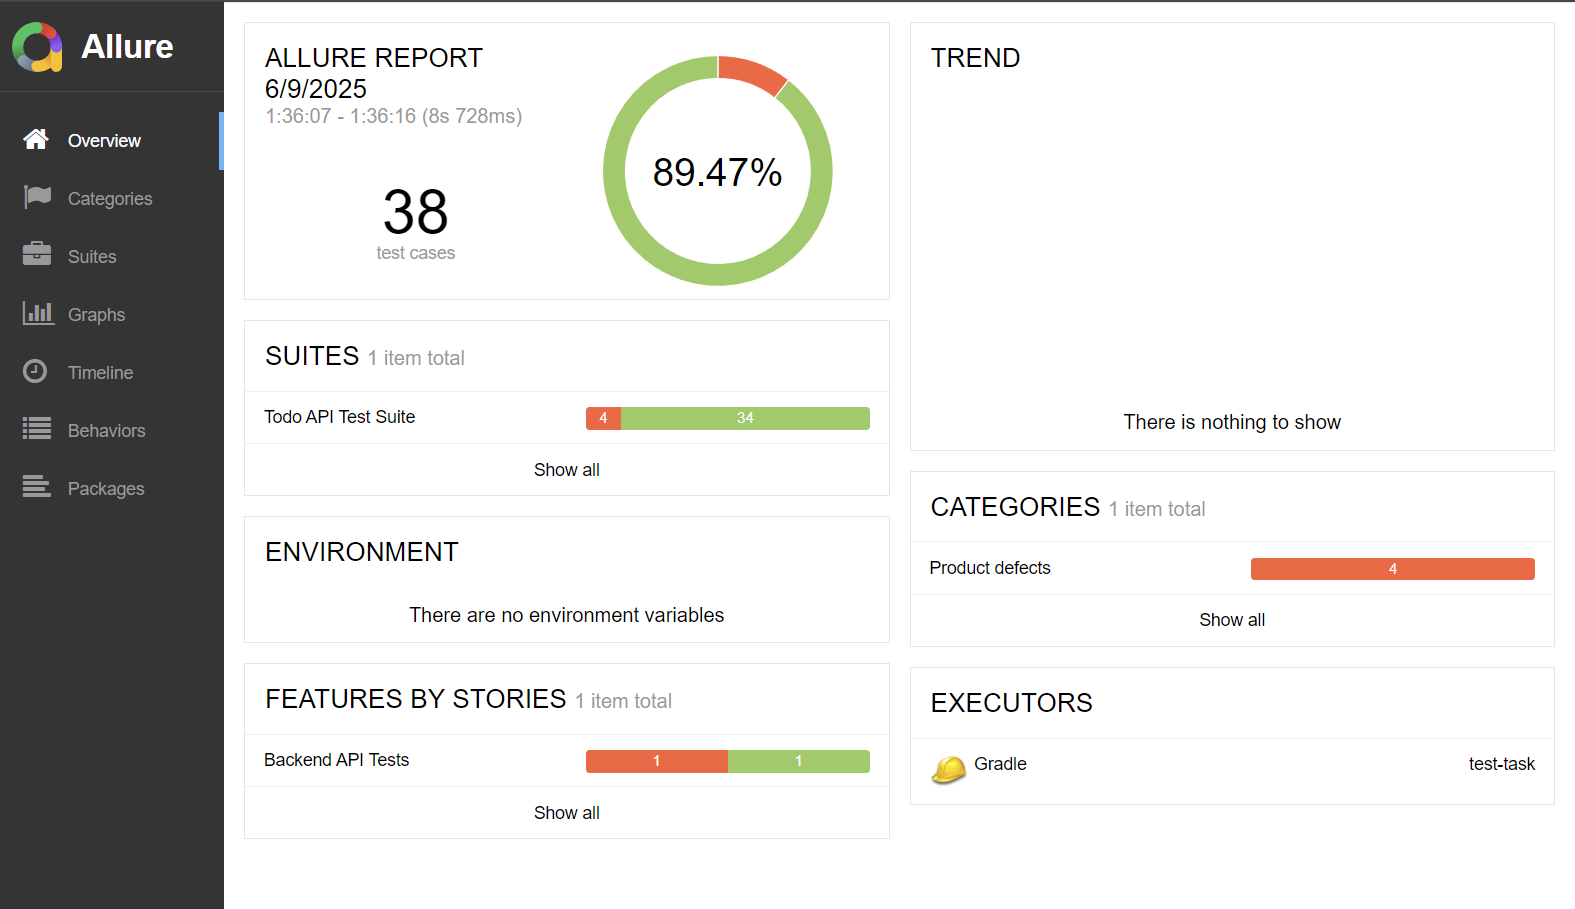 Allure
Overview
Categories
Suites
Graphs
Timeline
Behaviors
Packages
ALLURE REPORT
6/9/2025
1:36:07 - 1:36:16 (8s 728ms)
38
test cases
89.47%
SUITES 1 item total
Todo API Test Suite 4 34
Show all
ENVIRONMENT
There are no environment variables
FEATURES BY STORIES 1 item total
Backend API Tests 1 1
Show all
TREND
There is nothing to show
CATEGORIES 1 item total
Product defects 4
Show all
EXECUTORS
Gradle test-task